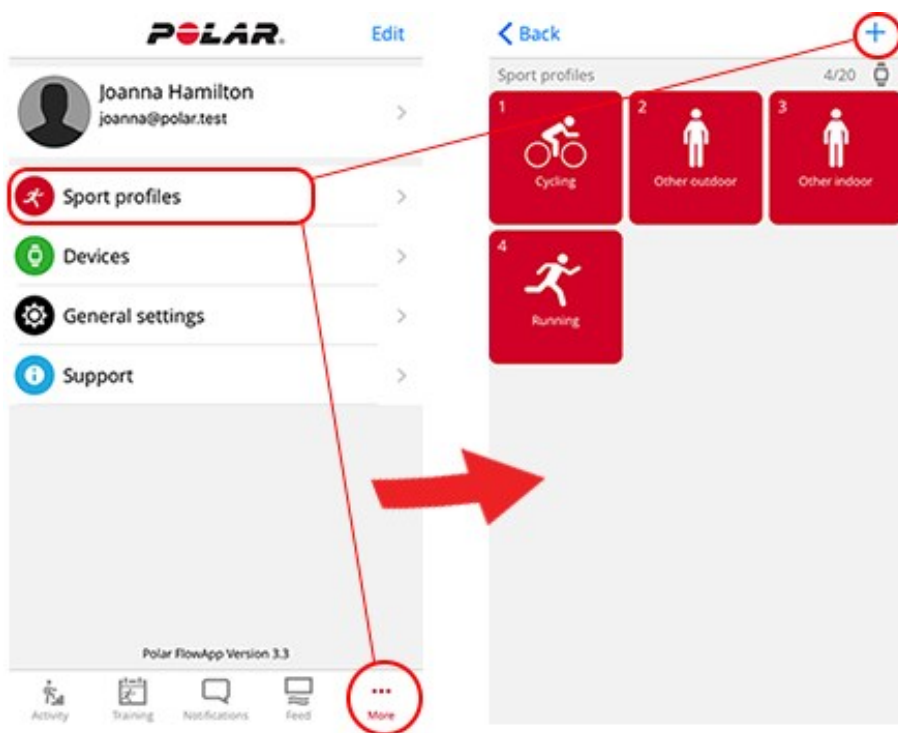 POLAR.
Edit
Joanna Hamilton
joanna@polar.test
Sport profiles
Devices
General settings
Support
Polar FlowApp Version 3.3
Activity
Training
Notifications
Feed
More
Back
+
Sport profiles
4/20
1
Cycling
2
Other outdoor
3
Other indoor
4
Running